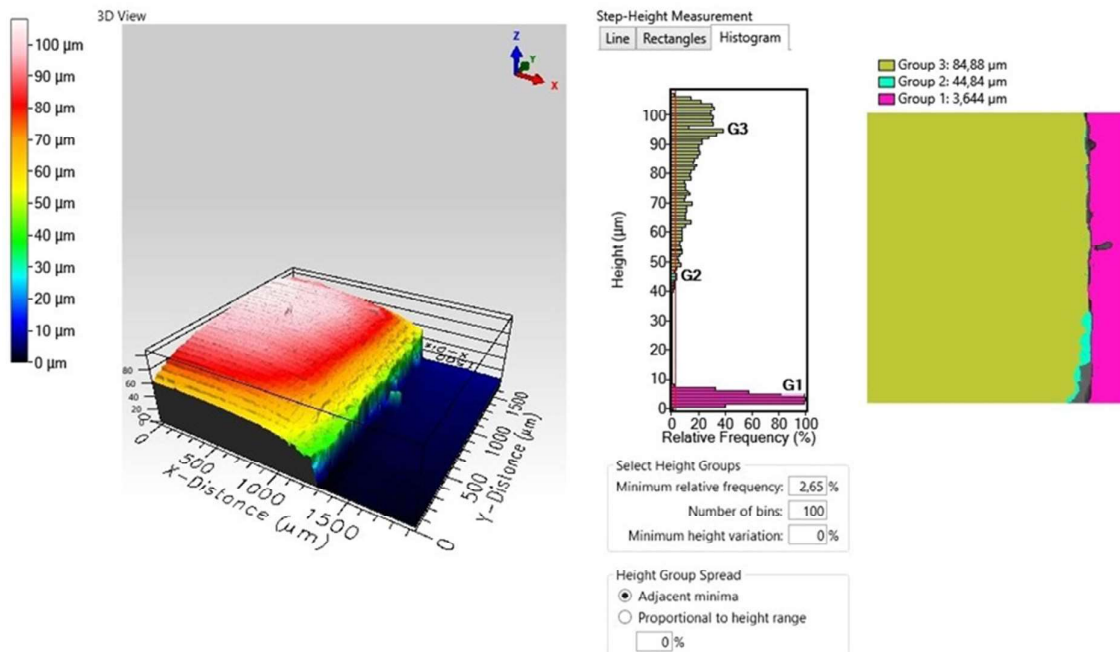 3D View
100 µm
90 µm
80 µm
70 µm
60 µm
50 µm
40 µm
30 µm
20 µm
10 µm
0 µm
Z
Y
X
80
60
40
20
0
500
1000
1500
X-Distance (µm)
0
500
1000
1500
Y-Distance (µm)
Step-Height Measurement
Line Rectangles Histogram
100
90
80
70
60
50
40
30
20
10
0
Height (µm)
G3
G2
G1
0 20 40 60 80 100
Relative Frequency (%)
Group 3: 84,88 µm
Group 2: 44,84 µm
Group 1: 3,644 µm
Select Height Groups
Minimum relative frequency: 2,65 %
Number of bins: 100
Minimum height variation: 0 %
Height Group Spread
Adjacent minima
Proportional to height range
0 %